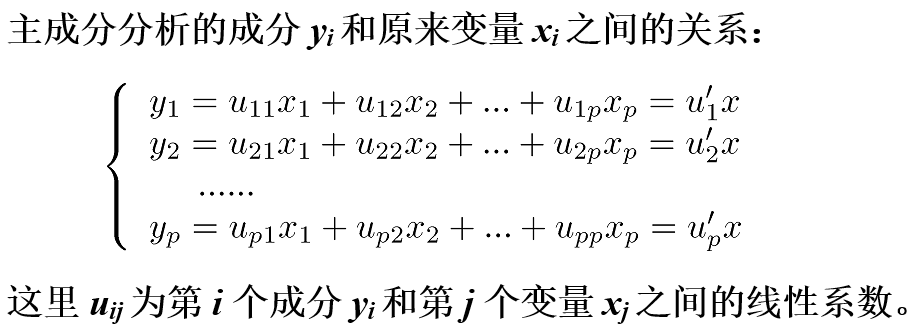 主成分分析的成分 yᵢ 和原来变量 xᵢ 之间的关系：
y₁ = u₁₁x₁ + u₁₂x₂ + ... + u₁ₚxₚ = u′₁x
y₂ = u₂₁x₁ + u₂₂x₂ + ... + u₂ₚxₚ = u′₂x
......
yₚ = uₚ₁x₁ + uₚ₂x₂ + ... + uₚₚxₚ = u′ₚx
这里 uᵢⱼ 为第 i 个成分 yᵢ 和第 j 个变量 xⱼ 之间的线性系数。